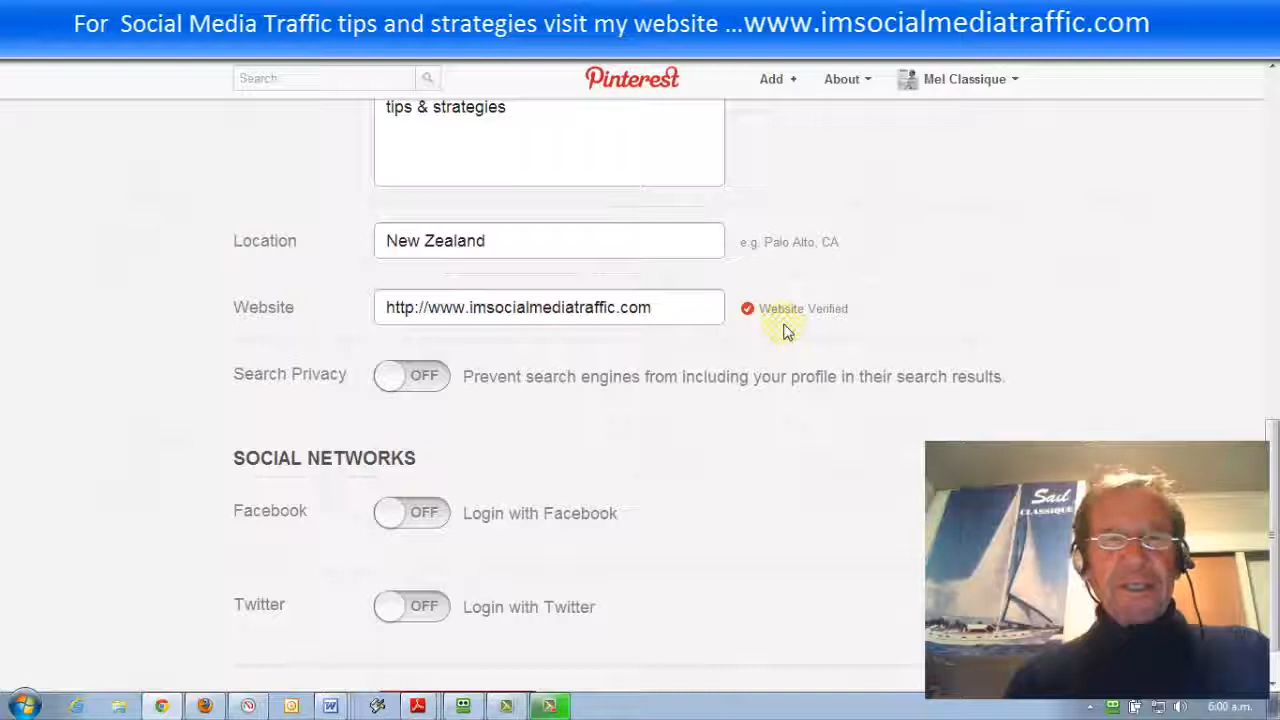 For Social Media Traffic tips and strategies visit my website ...www.imsocialmediatraffic.com
Search
Pinterest
Add +
About
Mel Classique
tips & strategies
Location
New Zealand
e.g. Palo Alto, CA
Website
http://www.imsocialmediatraffic.com
Website Verified
Search Privacy
OFF
Prevent search engines from including your profile in their search results.
SOCIAL NETWORKS
Facebook
OFF
Login with Facebook
Sail
CLASSIQUE
Twitter
OFF
Login with Twitter
6:00 a.m.